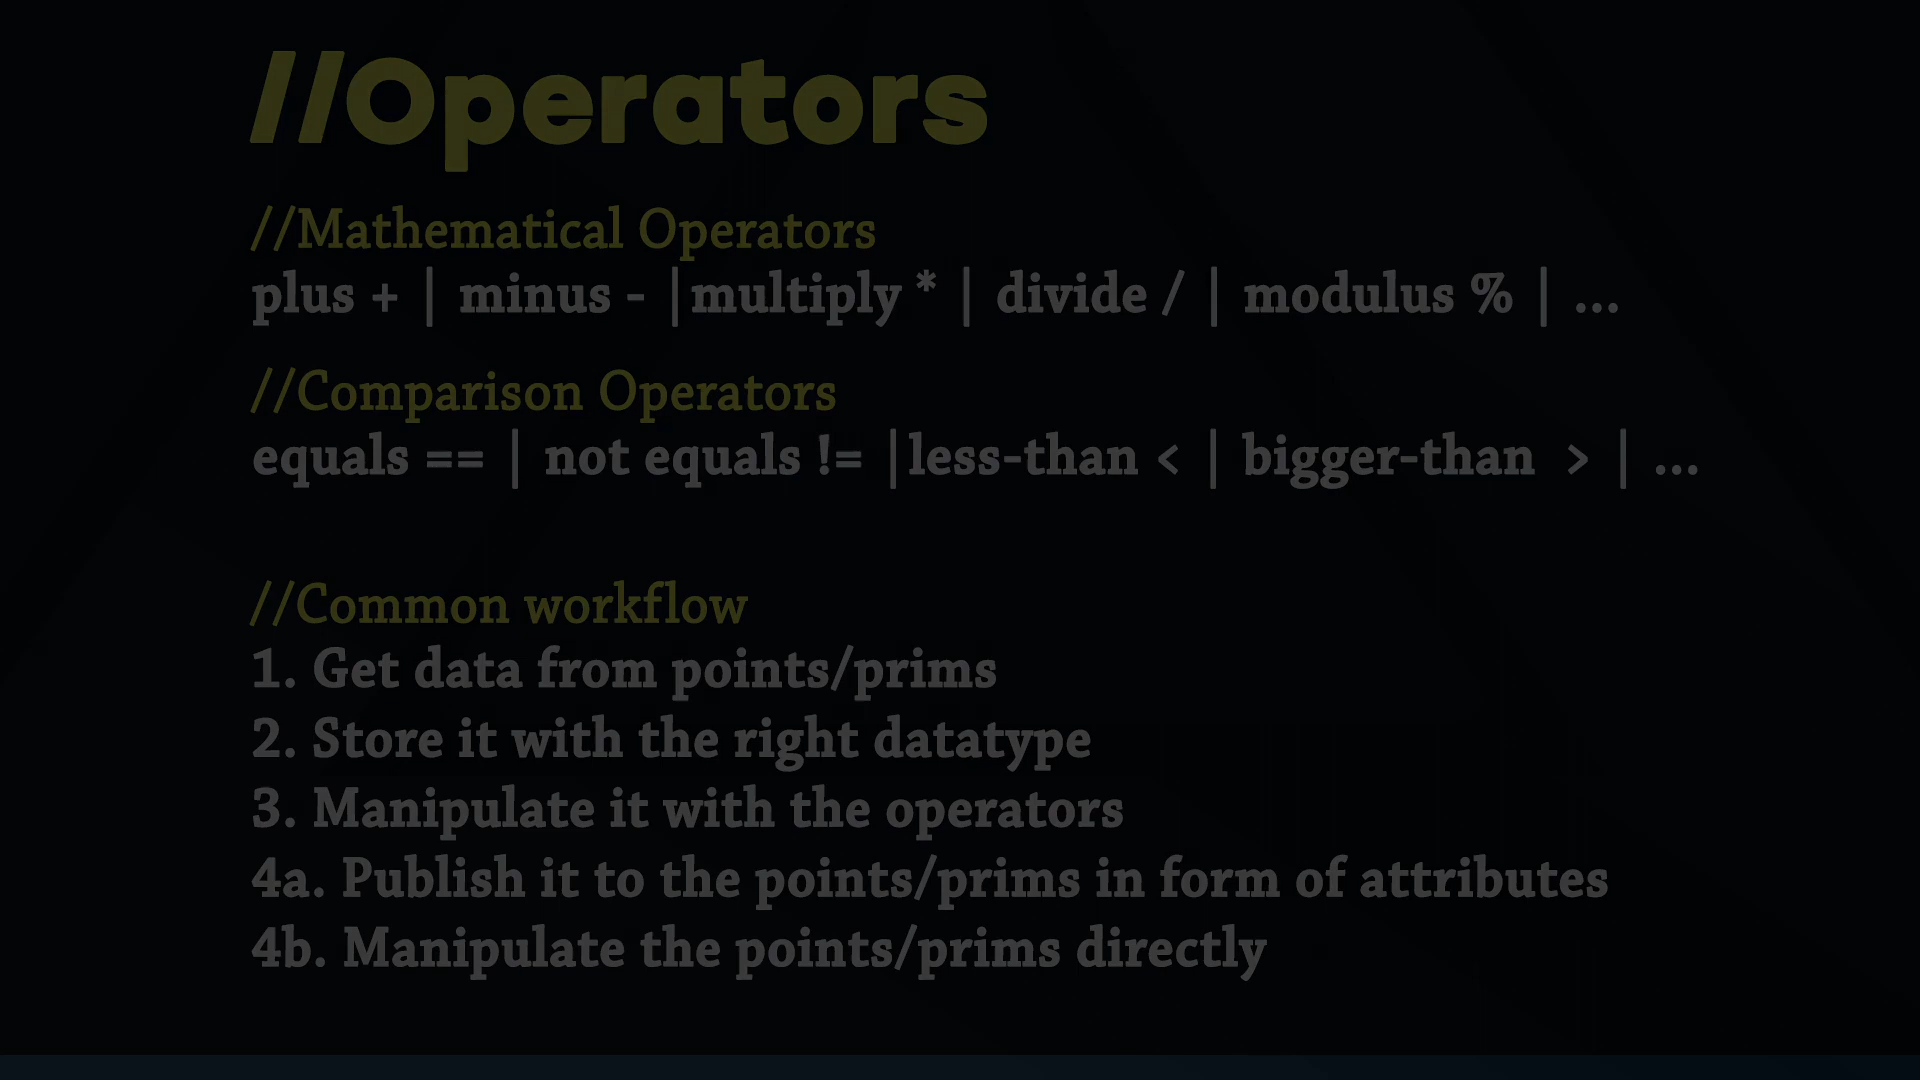 //Operators
//Mathematical Operators
plus + | minus - |multiply * | divide / | modulus % | ...
//Comparison Operators
equals == | not equals != |less-than < | bigger-than  > | ...
//Common workflow
1. Get data from points/prims
2. Store it with the right datatype
3. Manipulate it with the operators
4a. Publish it to the points/prims in form of attributes
4b. Manipulate the points/prims directly